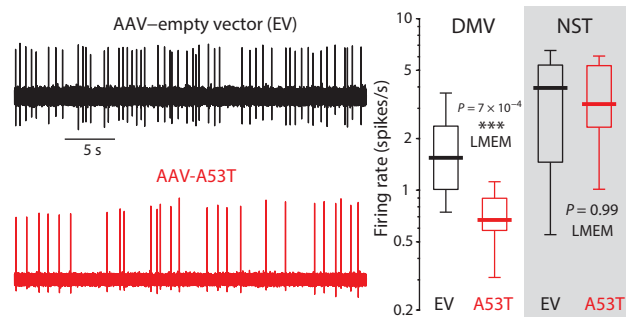 AAV–empty vector (EV)
5 s
AAV-A53T
Firing rate (spikes/s)
10
5
2
1
0.5
0.2
DMV
NST
P = 7 × 10⁻⁴
***
LMEM
P = 0.99
LMEM
EV
A53T
EV
A53T